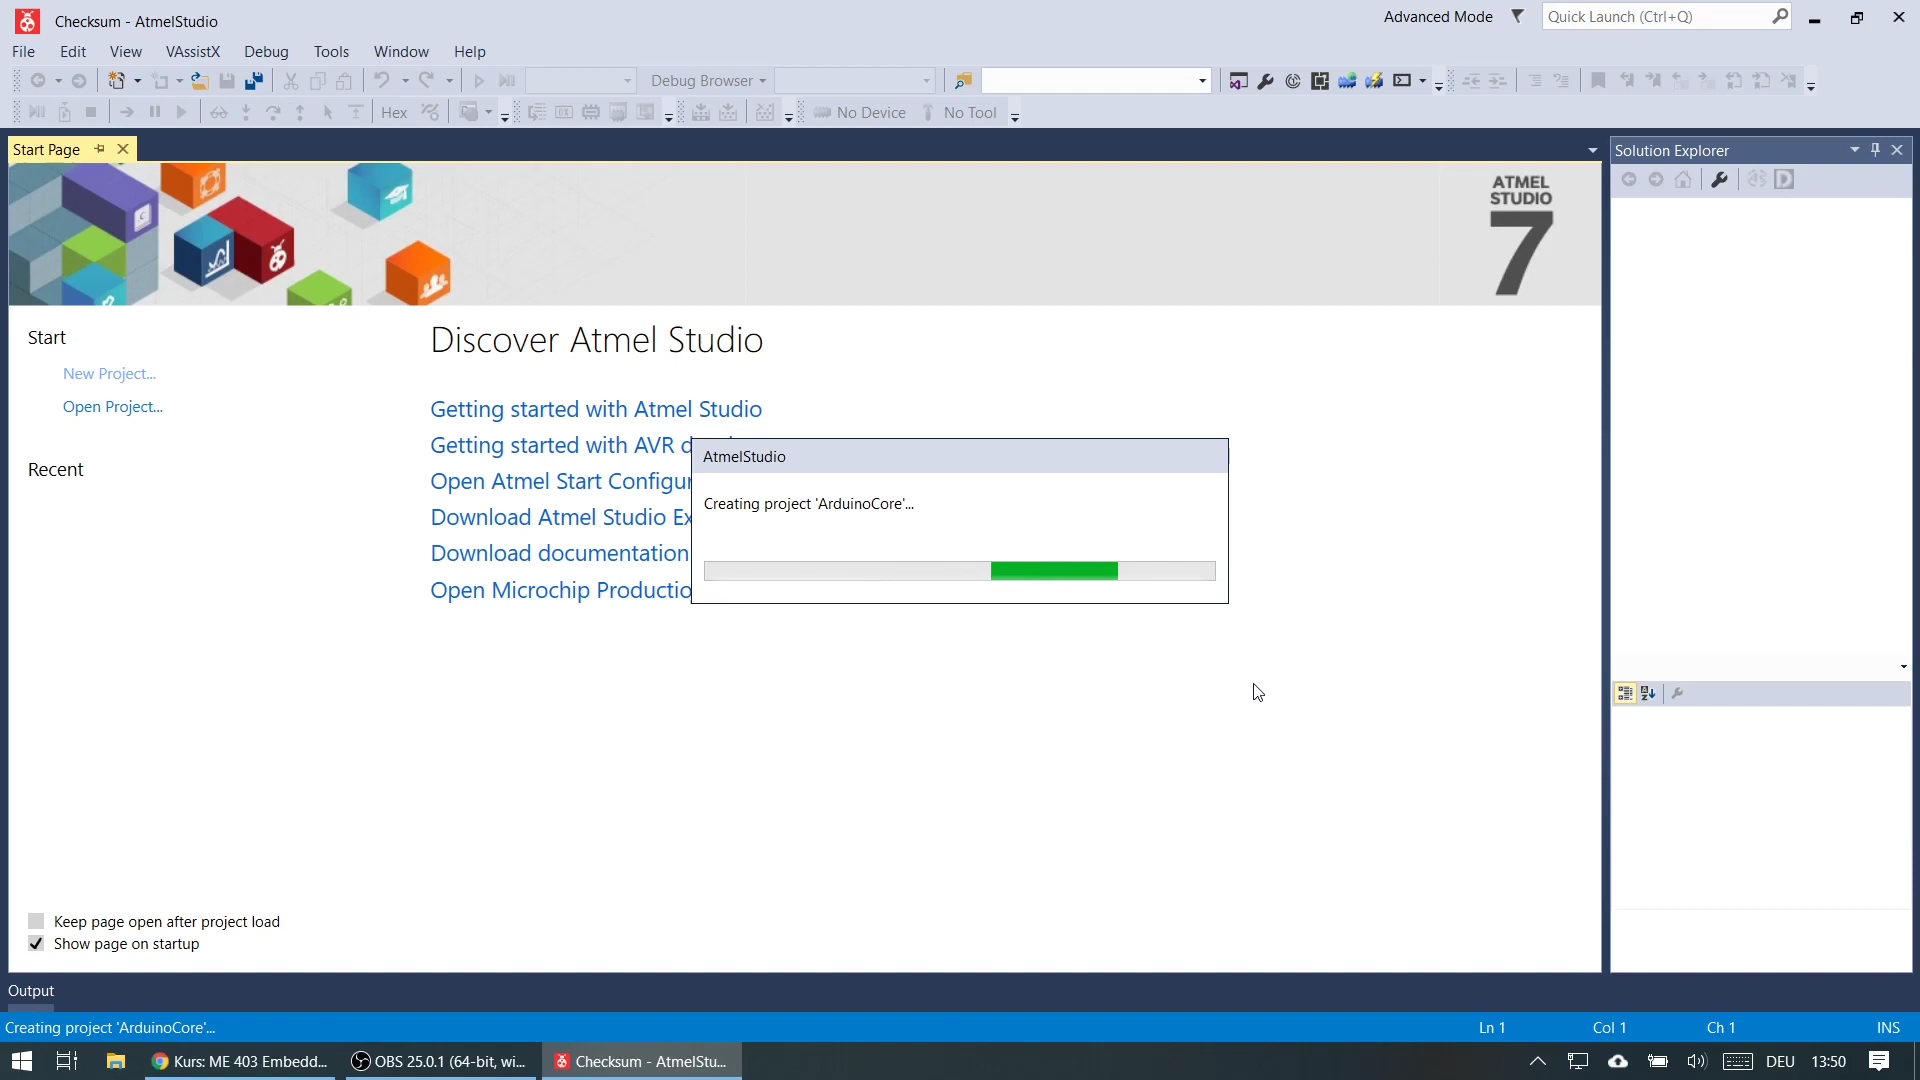 Checksum - AtmelStudio
Advanced Mode
Quick Launch (Ctrl+Q)
File Edit View VAssistX Debug Tools Window Help
Debug Browser
Hex
No Device
No Tool
Start Page
Solution Explorer
ATMEL
STUDIO
7
Start
New Project...
Open Project...
Recent
Discover Atmel Studio
Getting started with Atmel Studio
Getting started with AVR d
Open Atmel Start Configur
Download Atmel Studio Ex
Download documentation
Open Microchip Productio
AtmelStudio
Creating project 'ArduinoCore'...
Keep page open after project load
Show page on startup
Output
Creating project 'ArduinoCore'...
Ln 1
Col 1
Ch 1
INS
Kurs: ME 403 Embedd...
OBS 25.0.1 (64-bit, wi...
Checksum - AtmelStu...
DEU
13:50